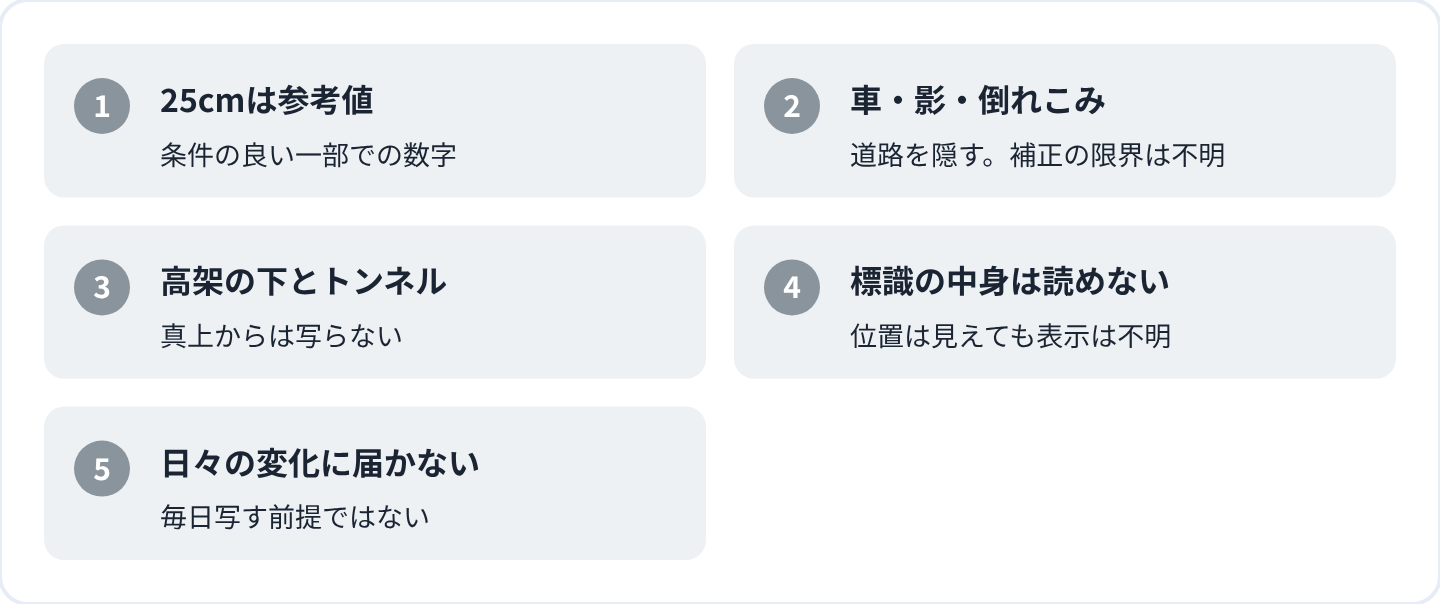 1
25cmは参考値
条件の良い一部での数字
2
車・影・倒れこみ
道路を隠す。補正の限界は不明
3
高架の下とトンネル
真上からは写らない
4
標識の中身は読めない
位置は見えても表示は不明
5
日々の変化に届かない
毎日写す前提ではない